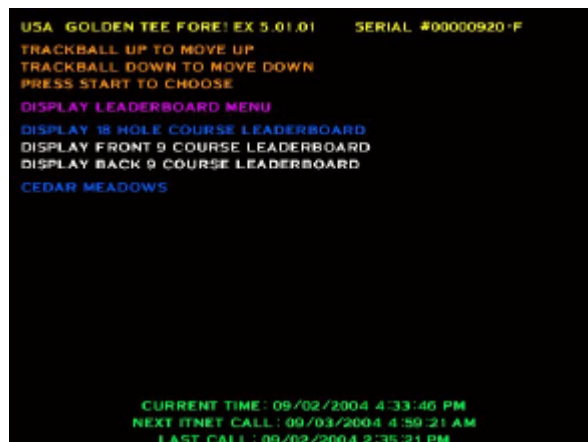 USA GOLDEN TEE FORE! EX 5.01.01 SERIAL #00000920-F
TRACKBALL UP TO MOVE UP
TRACKBALL DOWN TO MOVE DOWN
PRESS START TO CHOOSE
DISPLAY LEADERBOARD MENU
DISPLAY 18 HOLE COURSE LEADERBOARD
DISPLAY FRONT 9 COURSE LEADERBOARD
DISPLAY BACK 9 COURSE LEADERBOARD
CEDAR MEADOWS
CURRENT TIME: 09/02/2004 4:33:46 PM
NEXT ITNET CALL: 09/03/2004 4:59:21 AM
LAST CALL: 09/02/2004 2:35:21 PM